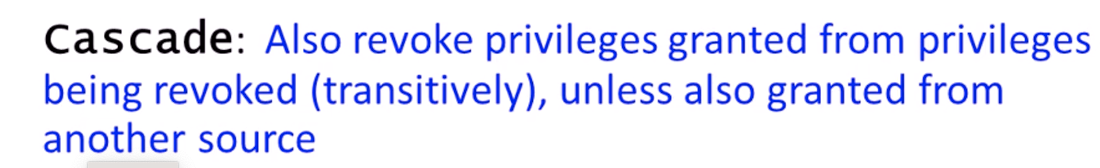 Cascade: Also revoke privileges granted from privileges
being revoked (transitively), unless also granted from
another source